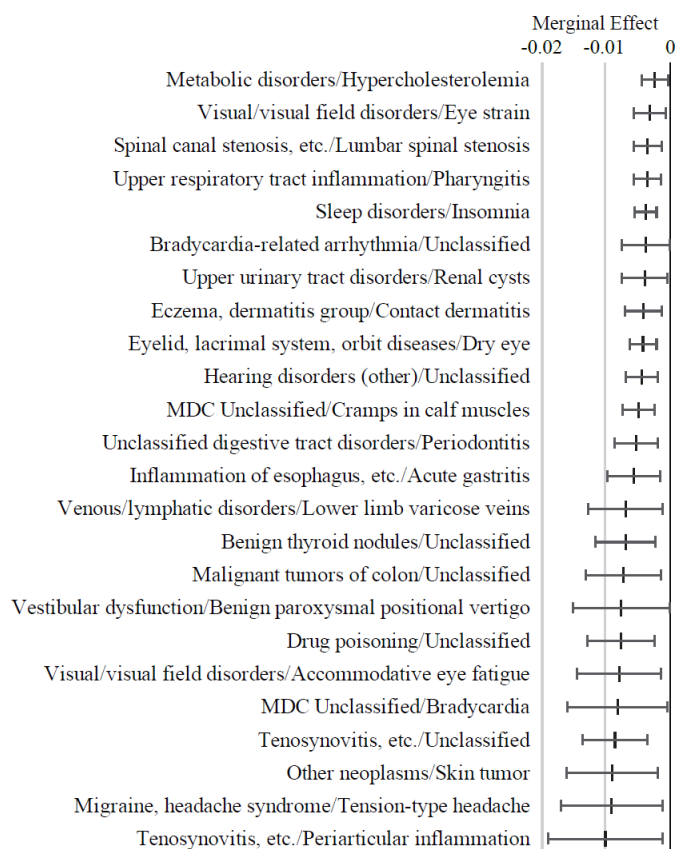 Merginal Effect
-0.02 -0.01 0
Metabolic disorders/Hypercholesterolemia
Visual/visual field disorders/Eye strain
Spinal canal stenosis, etc./Lumbar spinal stenosis
Upper respiratory tract inflammation/Pharyngitis
Sleep disorders/Insomnia
Bradycardia-related arrhythmia/Unclassified
Upper urinary tract disorders/Renal cysts
Eczema, dermatitis group/Contact dermatitis
Eyelid, lacrimal system, orbit diseases/Dry eye
Hearing disorders (other)/Unclassified
MDC Unclassified/Cramps in calf muscles
Unclassified digestive tract disorders/Periodontitis
Inflammation of esophagus, etc./Acute gastritis
Venous/lymphatic disorders/Lower limb varicose veins
Benign thyroid nodules/Unclassified
Malignant tumors of colon/Unclassified
Vestibular dysfunction/Benign paroxysmal positional vertigo
Drug poisoning/Unclassified
Visual/visual field disorders/Accommodative eye fatigue
MDC Unclassified/Bradycardia
Tenosynovitis, etc./Unclassified
Other neoplasms/Skin tumor
Migraine, headache syndrome/Tension-type headache
Tenosynovitis, etc./Periarticular inflammation